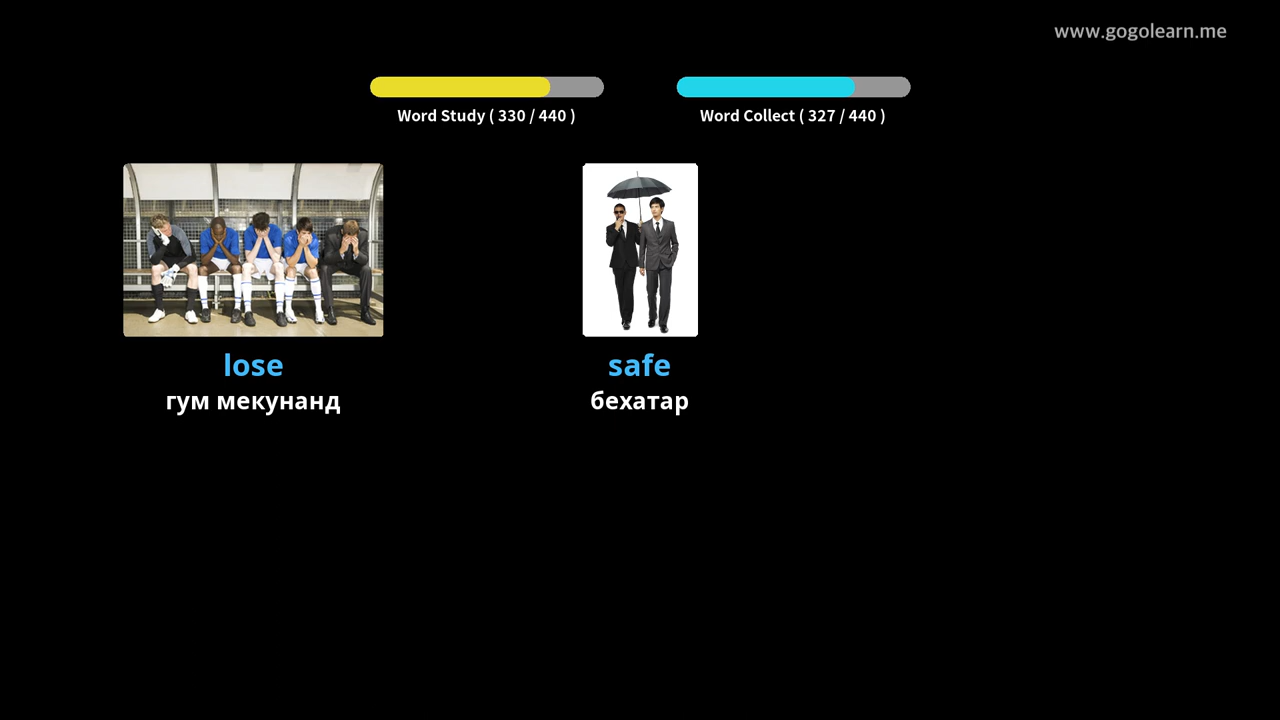 www.gogolearn.me
Word Study ( 330 / 440 )
Word Collect ( 327 / 440 )
lose
гум мекунанд
safe
бехатар